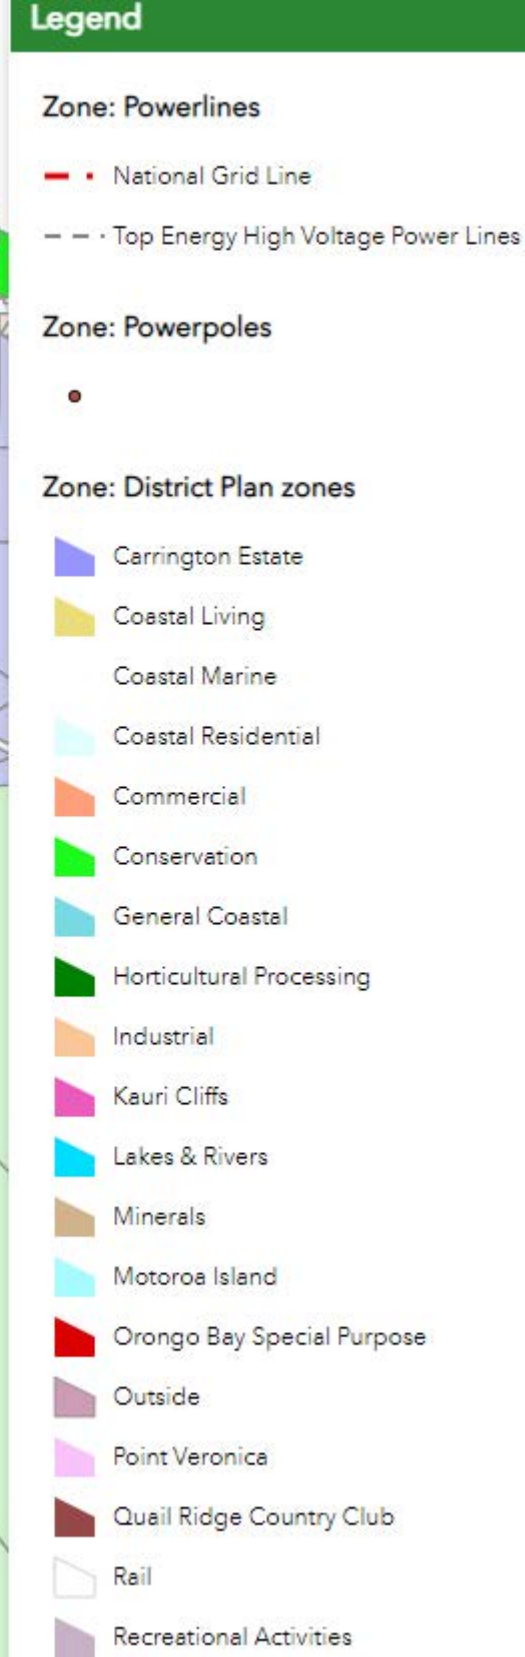 Legend
Zone: Powerlines
National Grid Line
Top Energy High Voltage Power Lines
Zone: Powerpoles
Zone: District Plan zones
Carrington Estate
Coastal Living
Coastal Marine
Coastal Residential
Commercial
Conservation
General Coastal
Horticultural Processing
Industrial
Kauri Cliffs
Lakes & Rivers
Minerals
Motoroa Island
Orongo Bay Special Purpose
Outside
Point Veronica
Quail Ridge Country Club
Rail
Recreational Activities